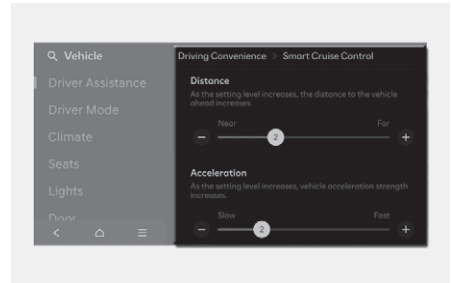 Vehicle
Driver Assistance
Driver Mode
Climate
Seats
Lights
Door
Driving Convenience > Smart Cruise Control
Distance
As the setting level increases, the distance to the vehicle
ahead increases
Near Far
− 2 +
Acceleration
As the setting level increases, vehicle acceleration strength
increases.
Slow Fast
− 2 +